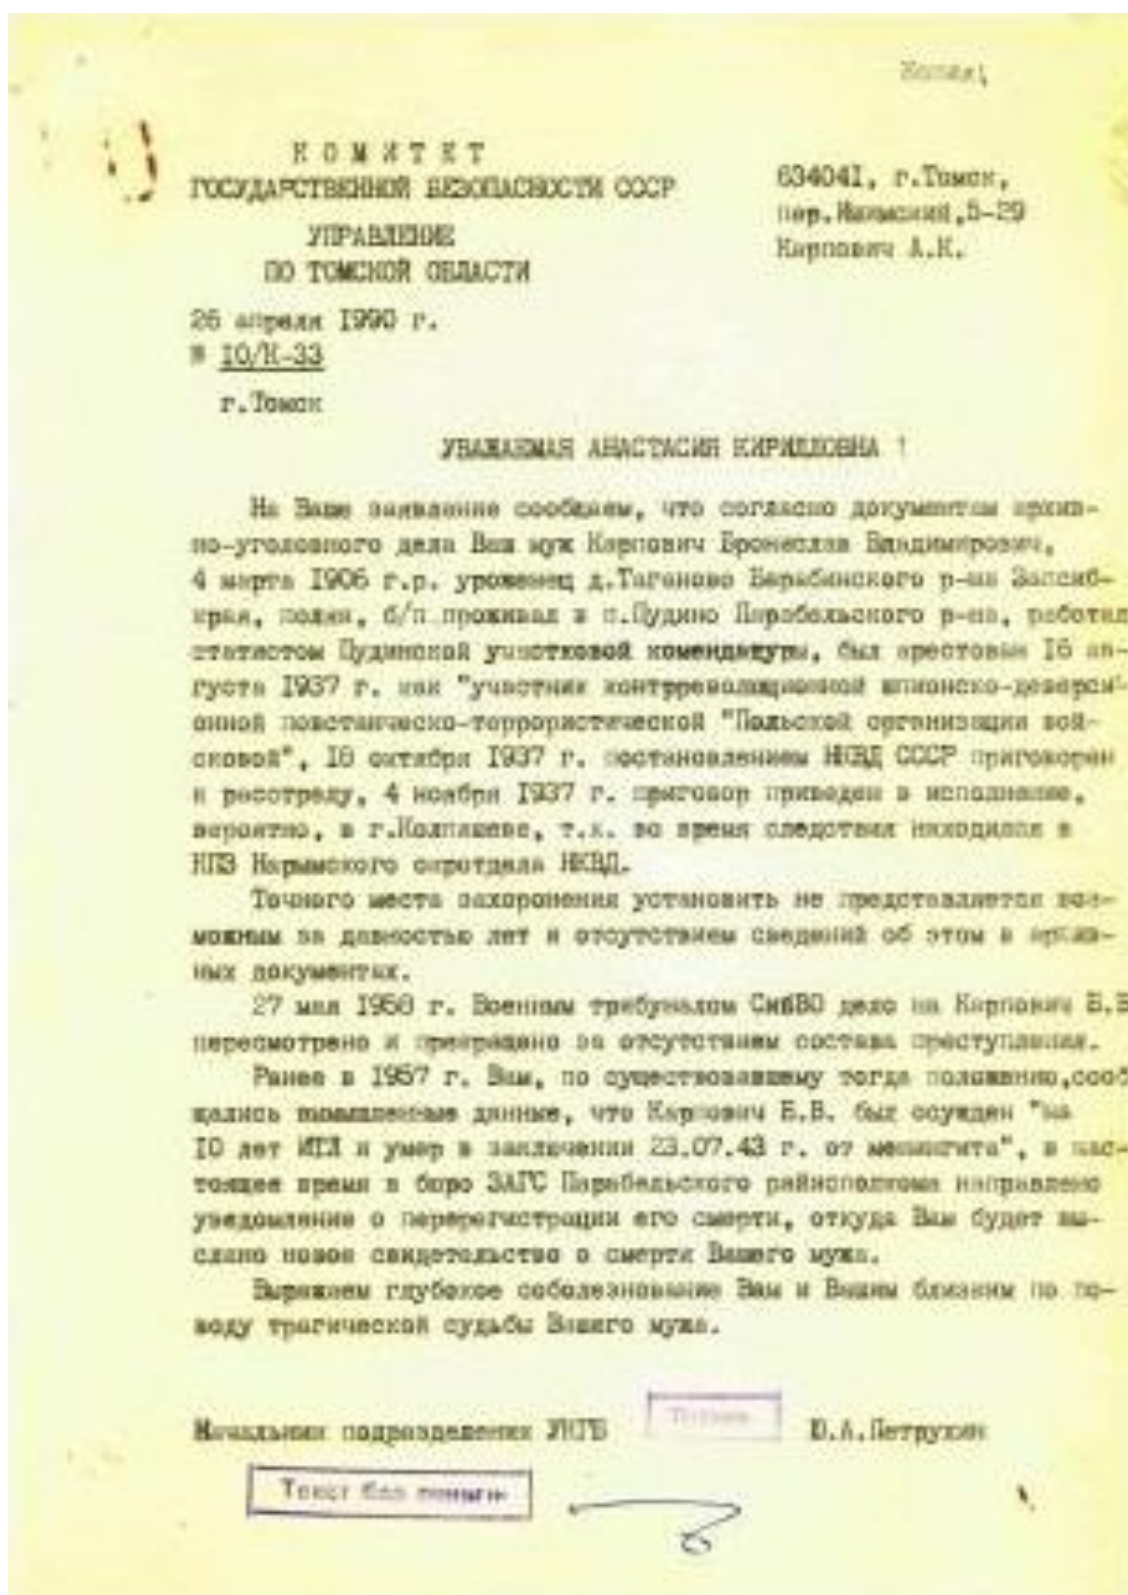 Копия
К О М И Т Е Т
ГОСУДАРСТВЕННОЙ БЕЗОПАСНОСТИ СССР
УПРАВЛЕНИЕ
ПО ТОМСКОЙ ОБЛАСТИ
634041, г.Томск,
пер. 5-29
Карпович А.К.
26 апреля 1990 г.
№ 10/К-33
г.Томск
УВАЖАЕМАЯ АНАСТАСИЯ КИРИЛЛОВНА !
На Ваше заявление сообщаем, что согласно документам архив-
но-уголовного дела Ваш муж Карпович Бронеслав Владимирович,
4 марта 1906 г.р. уроженец д.Таганово Барабинского р-на Запсиб-
края, поляк, б/п проживал в п.Пудино Парабельского р-на, работал
статистом Пудинской участковой комендатуры, был арестован 16 ав-
густа 1937 г. как "участник контрреволюционной шпионско-диверси-
онной повстанческо-террористической "Польской организации вой-
сковой", октября 1937 г. постановлением НКВД СССР приговорен
к расстрелу, 4 ноября 1937 г. приговор приведен в исполнение,
вероятно, в г.Колпашеве, т.к. во время следствия находился в
КПЗ Нарымского окротдела НКВД.
Точного места захоронения установить не представляется воз-
можным за давностью лет и отсутствием сведений об этом в архив-
ных документах.
27 мая 1958 г. Военным трибуналом СибВО дело на Карпович Б.В
пересмотрено и прекращено за отсутствием состава преступления.
Ранее в 1957 г. Вам, по существовавшему тогда положению,сооб
щались вымышленные данные, что Карпович Б.В. был осужден "на
10 лет ИТЛ и умер в заключении 23.07.43 г. от менингита", в нас-
тоящее время в бюро ЗАГС Парабельского райисполкома направлено
уведомление о перерегистрации его смерти, откуда Вам будет вы-
слано новое свидетельство о смерти Вашего мужа.
Выражаем глубокое соболезнование Вам и Вашим близким по по-
воду трагической судьбы Вашего мужа.
Начальник подразделения УКГБ Ю.А.Петрухин
Текст без